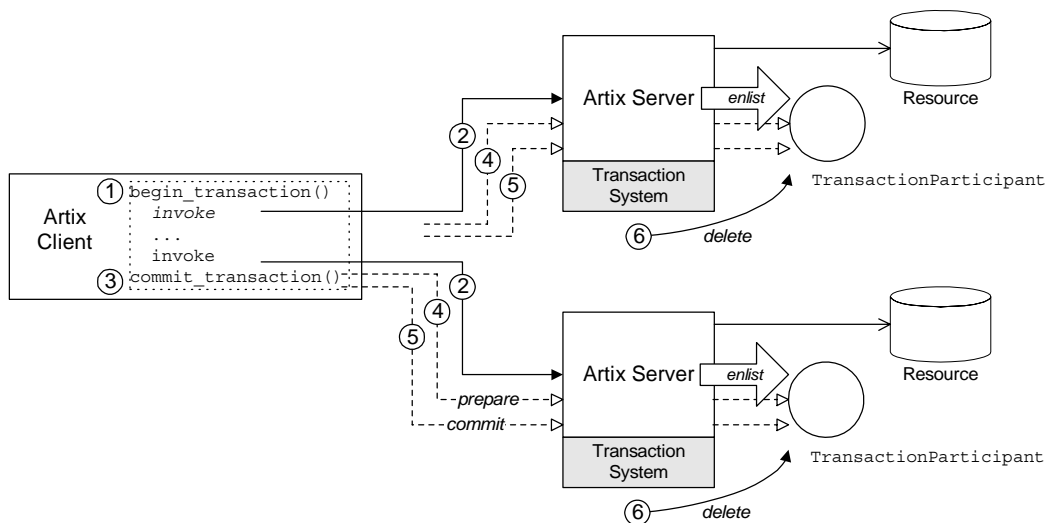 Artix Server
enlist
Resource
2
4
5
Transaction
System
TransactionParticipant
6
delete
Artix
Client
1
begin_transaction()
invoke
...
invoke
3
commit_transaction()
2
4
5
prepare
commit
Artix Server
enlist
Resource
Transaction
System
TransactionParticipant
6
delete